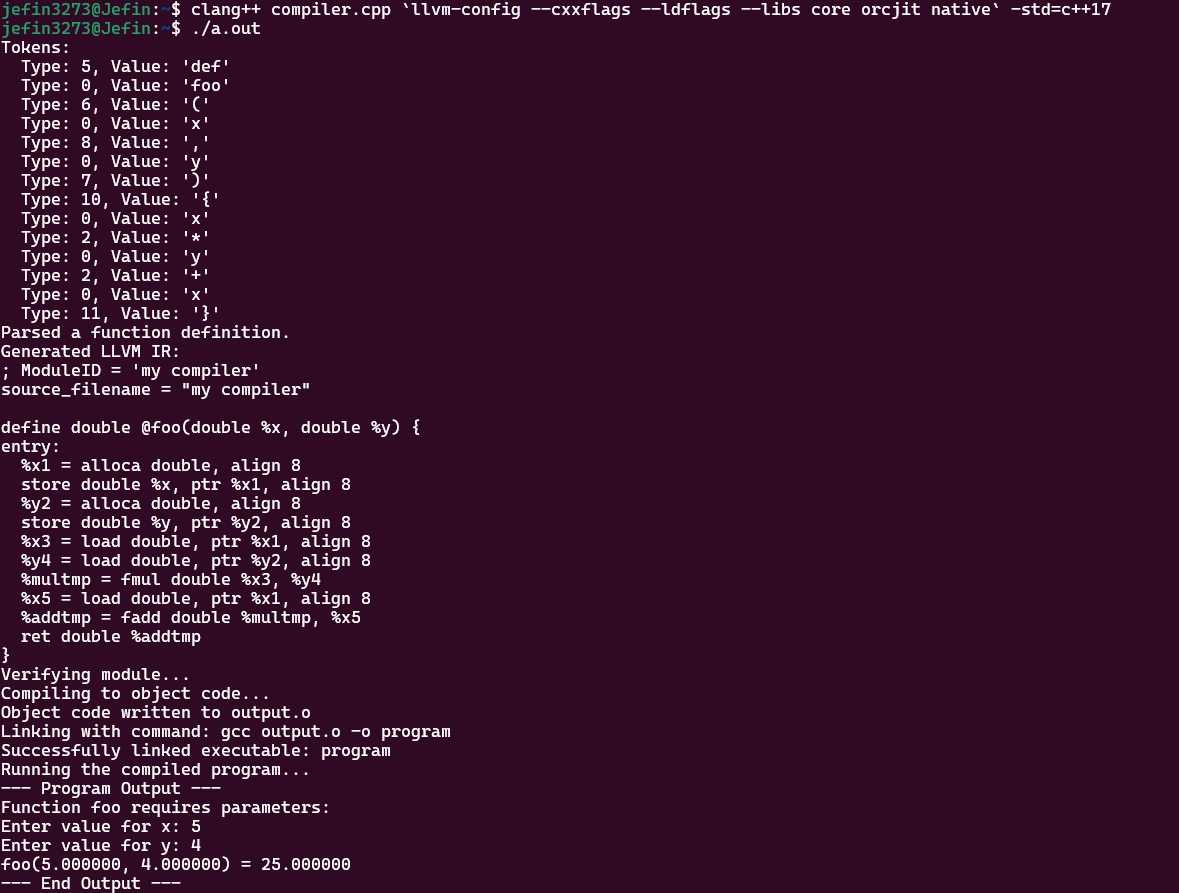 jefin3273@Jefin:~$ clang++ compiler.cpp `llvm-config --cxxflags --ldflags --libs core orcjit native` -std=c++17
jefin3273@Jefin:~$ ./a.out
Tokens:
  Type: 5, Value: 'def'
  Type: 0, Value: 'foo'
  Type: 6, Value: '('
  Type: 0, Value: 'x'
  Type: 8, Value: ','
  Type: 0, Value: 'y'
  Type: 7, Value: ')'
  Type: 10, Value: '{'
  Type: 0, Value: 'x'
  Type: 2, Value: '*'
  Type: 0, Value: 'y'
  Type: 2, Value: '+'
  Type: 0, Value: 'x'
  Type: 11, Value: '}'
Parsed a function definition.
Generated LLVM IR:
; ModuleID = 'my compiler'
source_filename = "my compiler"

define double @foo(double %x, double %y) {
entry:
  %x1 = alloca double, align 8
  store double %x, ptr %x1, align 8
  %y2 = alloca double, align 8
  store double %y, ptr %y2, align 8
  %x3 = load double, ptr %x1, align 8
  %y4 = load double, ptr %y2, align 8
  %multmp = fmul double %x3, %y4
  %x5 = load double, ptr %x1, align 8
  %addtmp = fadd double %multmp, %x5
  ret double %addtmp
}
Verifying module...
Compiling to object code...
Object code written to output.o
Linking with command: gcc output.o -o program
Successfully linked executable: program
Running the compiled program...
--- Program Output ---
Function foo requires parameters:
Enter value for x: 5
Enter value for y: 4
foo(5.000000, 4.000000) = 25.000000
--- End Output ---